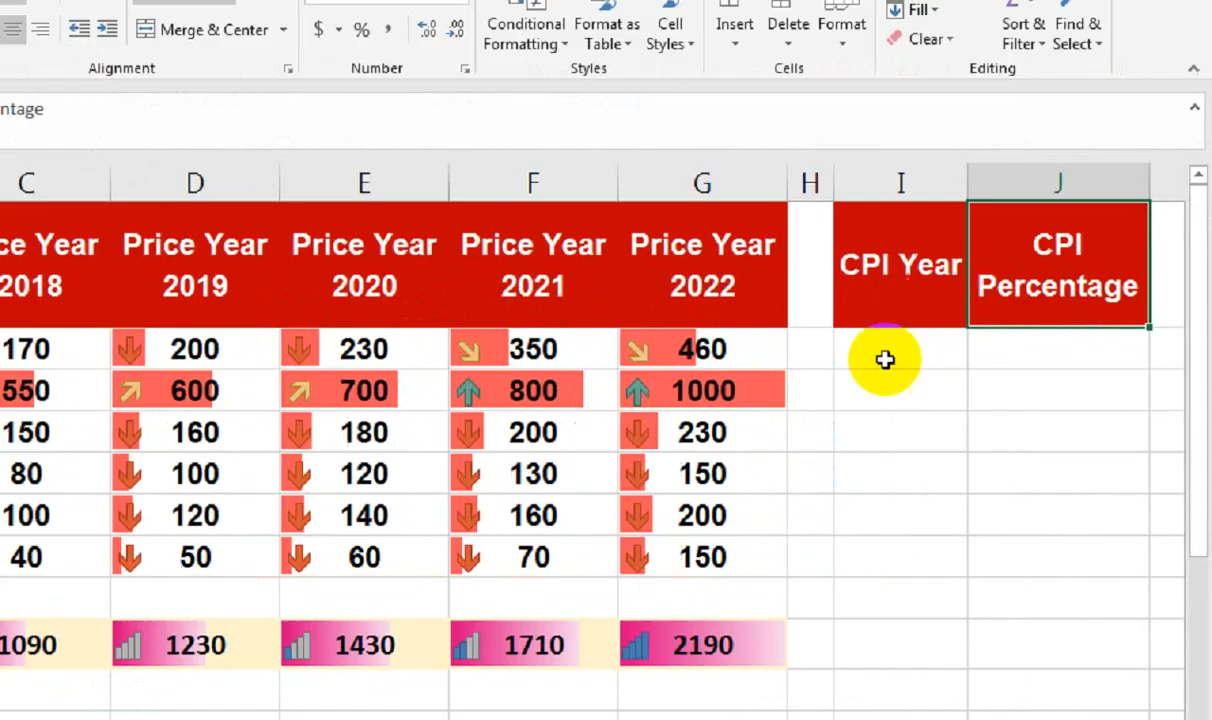 Merge & Center
$ % ,
Conditional Formatting
Format as Table
Cell Styles
Insert
Delete
Format
Fill
Clear
Sort & Filter
Find & Select
Alignment
Number
Styles
Cells
Editing
ntage
C D E F G H I J
ce Year 2018
Price Year 2019
Price Year 2020
Price Year 2021
Price Year 2022
CPI Year
CPI Percentage
170 200 230 350 460
550 600 700 800 1000
150 160 180 200 230
80 100 120 130 150
100 120 140 160 200
40 50 60 70 150
1090 1230 1430 1710 2190